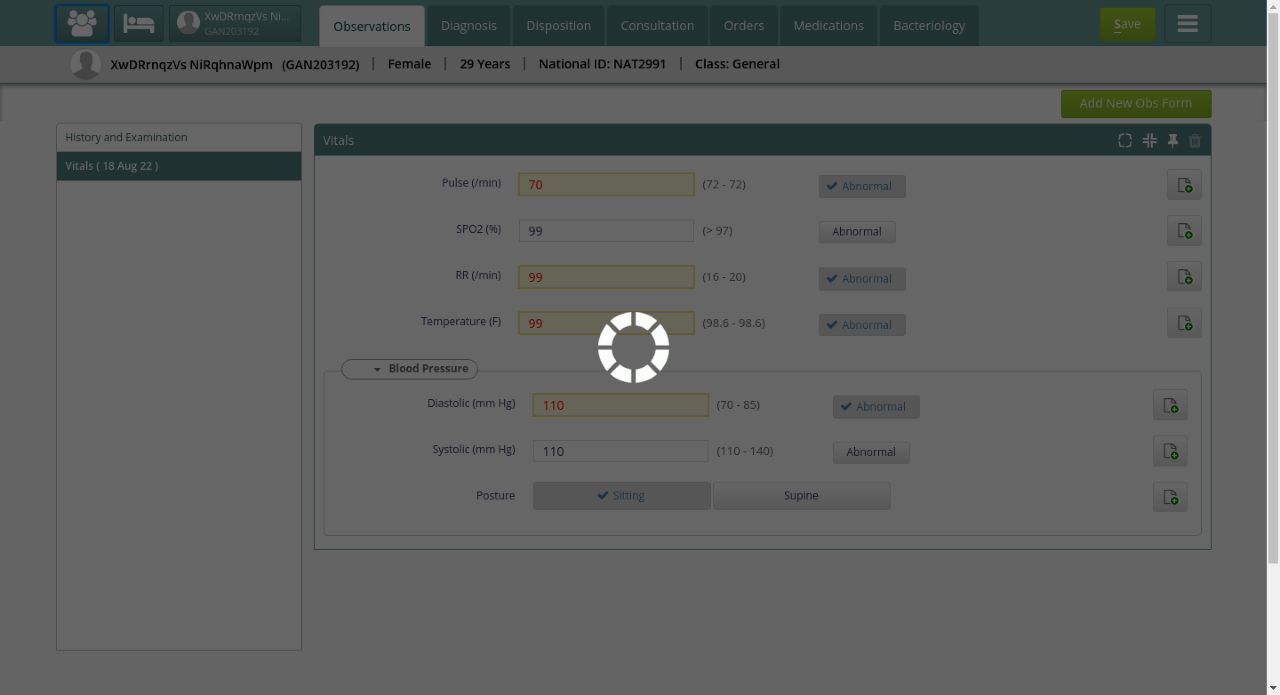 XwDRrnqzVs Ni...
GAN203192
Observations
Diagnosis
Disposition
Consultation
Orders
Medications
Bacteriology
Save
XwDRrnqzVs NiRqhnaWpm (GAN203192) | Female | 29 Years | National ID: NAT2991 | Class: General
Add New Obs Form
History and Examination
Vitals ( 18 Aug 22 )
Vitals
Pulse (/min) 70 (72 - 72) Abnormal
SPO2 (%) 99 (> 97) Abnormal
RR (/min) 99 (16 - 20) Abnormal
Temperature (F) 99 (98.6 - 98.6) Abnormal
Blood Pressure
Diastolic (mm Hg) 110 (70 - 85) Abnormal
Systolic (mm Hg) 110 (110 - 140) Abnormal
Posture Sitting Supine